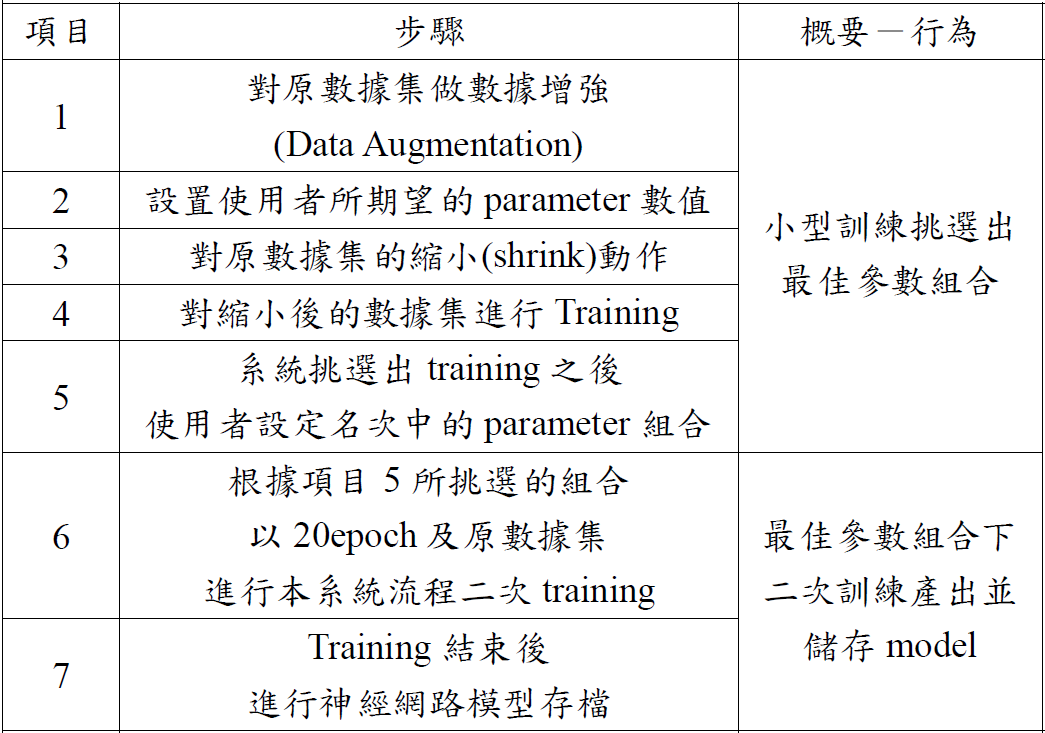 項目 步驟 概要－行為
1
對原數據集做數據增強
(Data Augmentation)
2 設置使用者所期望的 parameter 數值
3 對原數據集的縮小(shrink)動作
4 對縮小後的數據集進行 Training
5
系統挑選出 training 之後
使用者設定名次中的 parameter 組合
小型訓練挑選出
最佳參數組合
6
根據項目 5 所挑選的組合
以 20epoch 及原數據集
進行本系統流程二次 training
7
Training 結束後
進行神經網路模型存檔
最佳參數組合下
二次訓練產出並
儲存 model